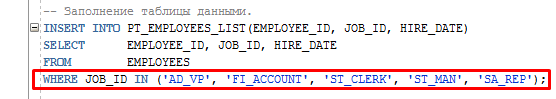 -- Заполнение таблицы данными.
INSERT INTO PT_EMPLOYEES_LIST(EMPLOYEE_ID, JOB_ID, HIRE_DATE)
SELECT EMPLOYEE_ID, JOB_ID, HIRE_DATE
FROM EMPLOYEES
WHERE JOB_ID IN ('AD_VP', 'FI_ACCOUNT', 'ST_CLERK', 'ST_MAN', 'SA_REP');